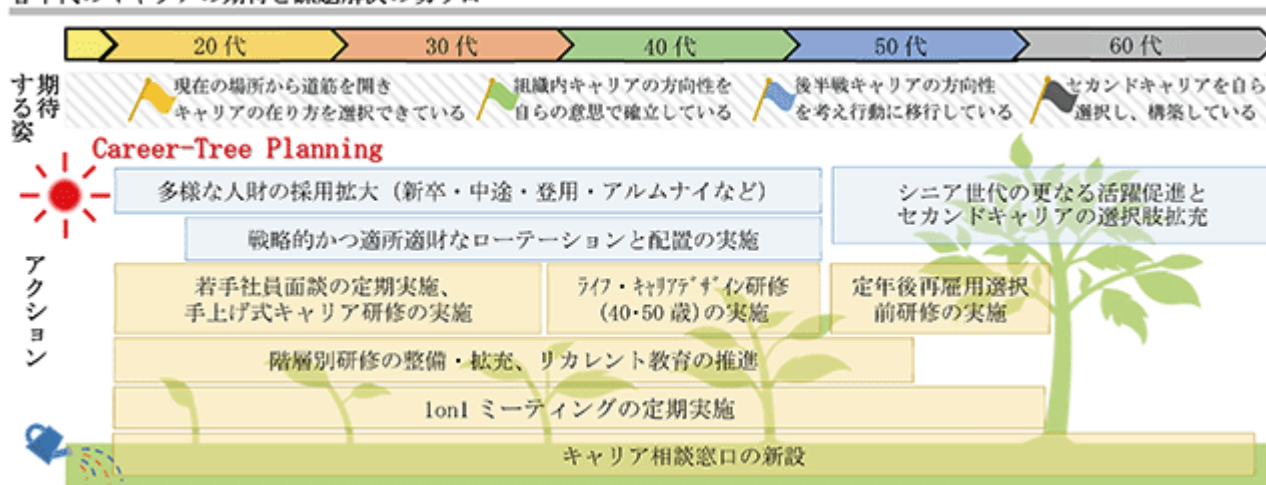 20代
30代
40代
50代
60代
期待
する姿
現在の場所から道筋を開き
キャリアの在り方を選択できている
組織内キャリアの方向性を
自らの意思で確立している
後半戦キャリアの方向性
を考え行動に移行している
セカンドキャリアを自ら
選択し、構築している
Career-Tree Planning
アクション
多様な人財の採用拡大（新卒・中途・登用・アルムナイなど）
シニア世代の更なる活躍促進と
セカンドキャリアの選択肢拡充
戦略的かつ適所適財なローテーションと配置の実施
若手社員面談の定期実施、
手上げ式キャリア研修の実施
ﾗｲﾌ・ｷｬﾘｱﾃﾞｻﾞｲﾝ研修
(40・50歳)の実施
定年後再雇用選択
前研修の実施
階層別研修の整備・拡充、リカレント教育の推進
1on1 ミーティングの定期実施
キャリア相談窓口の新設